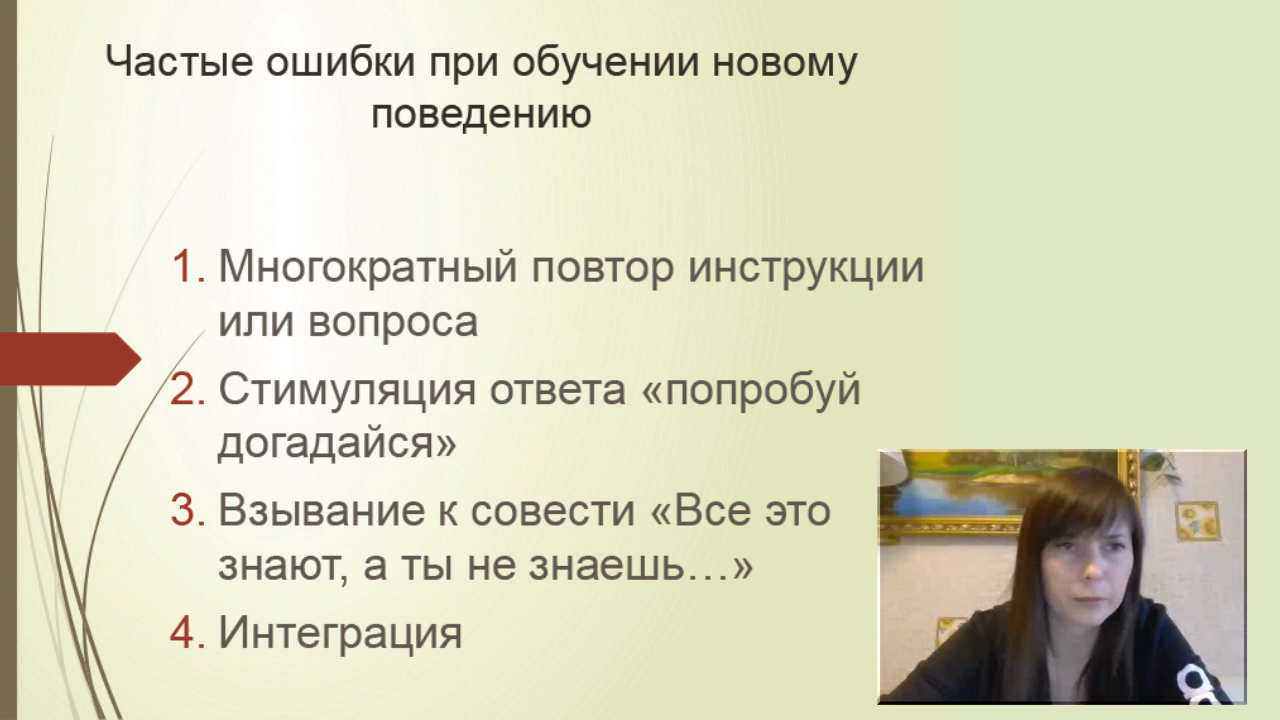 Частые ошибки при обучении новому
поведению
1. Многократный повтор инструкции
или вопроса
2. Стимуляция ответа «попробуй
догадайся»
3. Взывание к совести «Все это
знают, а ты не знаешь…»
4. Интеграция